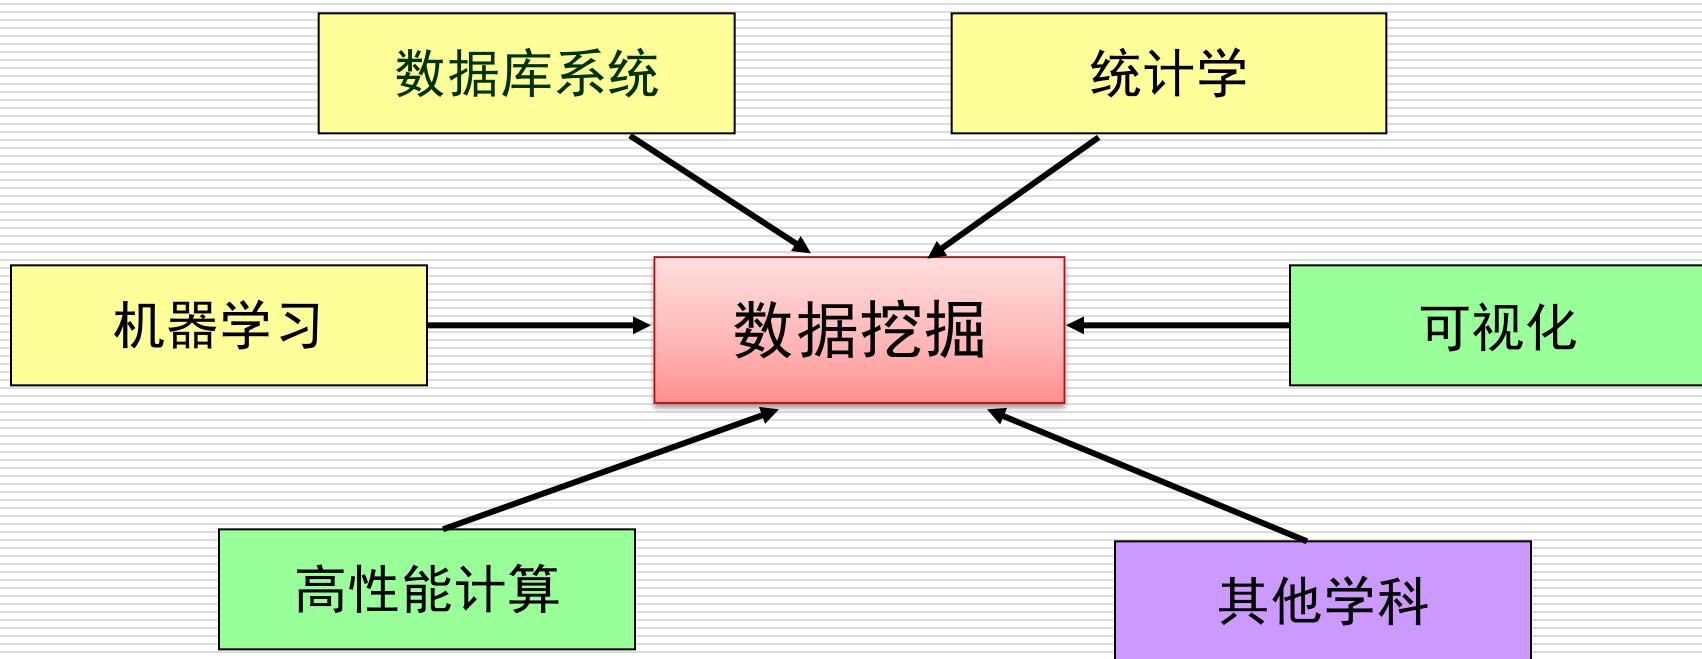 数据库系统
统计学
机器学习
数据挖掘
可视化
高性能计算
其他学科